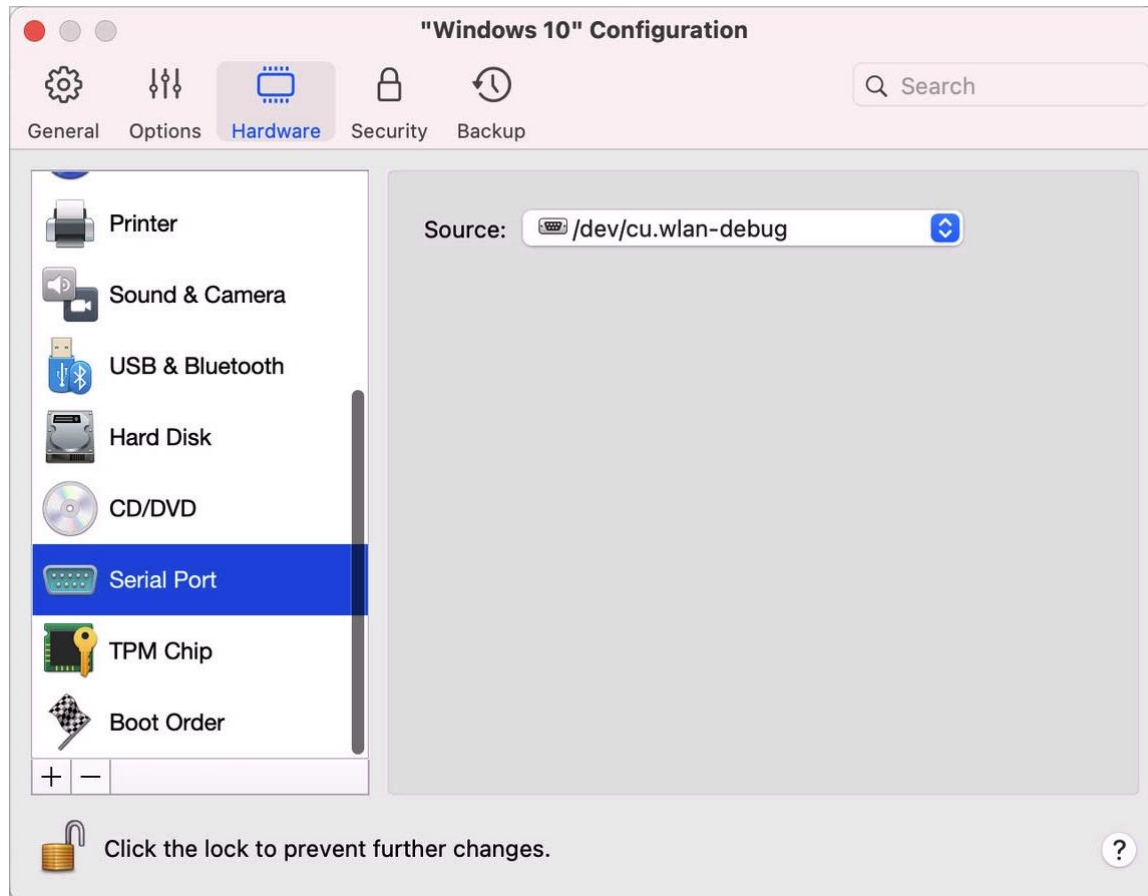 "Windows 10" Configuration
General Options Hardware Security Backup
Search
Printer
Source: /dev/cu.wlan-debug
Sound & Camera
USB & Bluetooth
Hard Disk
CD/DVD
Serial Port
TPM Chip
Boot Order
+ −
Click the lock to prevent further changes.
?